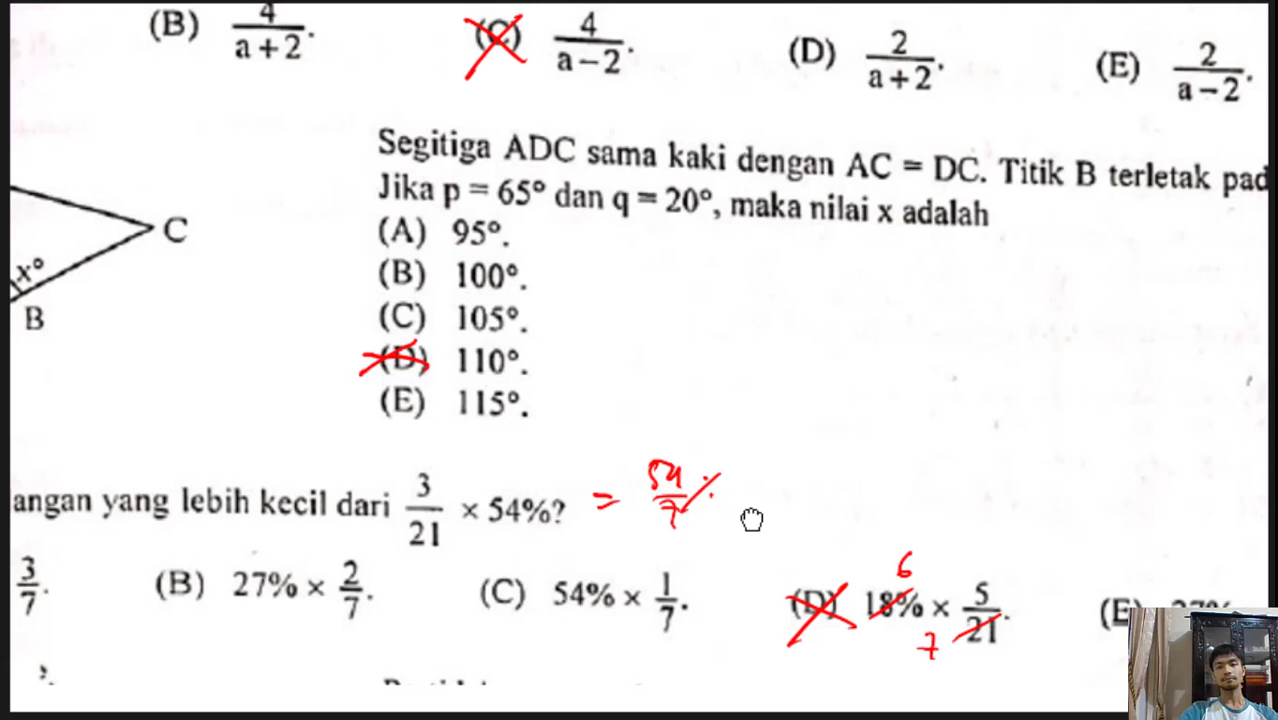 (B) 4/(a+2). (C) 4/(a-2). (D) 2/(a+2). (E) 2/(a-2).
Segitiga ADC sama kaki dengan AC = DC. Titik B terletak pad
Jika p = 65° dan q = 20°, maka nilai x adalah
(A) 95°.
(B) 100°.
(C) 105°.
(D) 110°.
(E) 115°.
C
x°
B
angan yang lebih kecil dari 3/21 × 54%? = 54/7 %
3/7. (B) 27% × 2/7. (C) 54% × 1/7. (D) 18% × 5/21. (E)
6
7